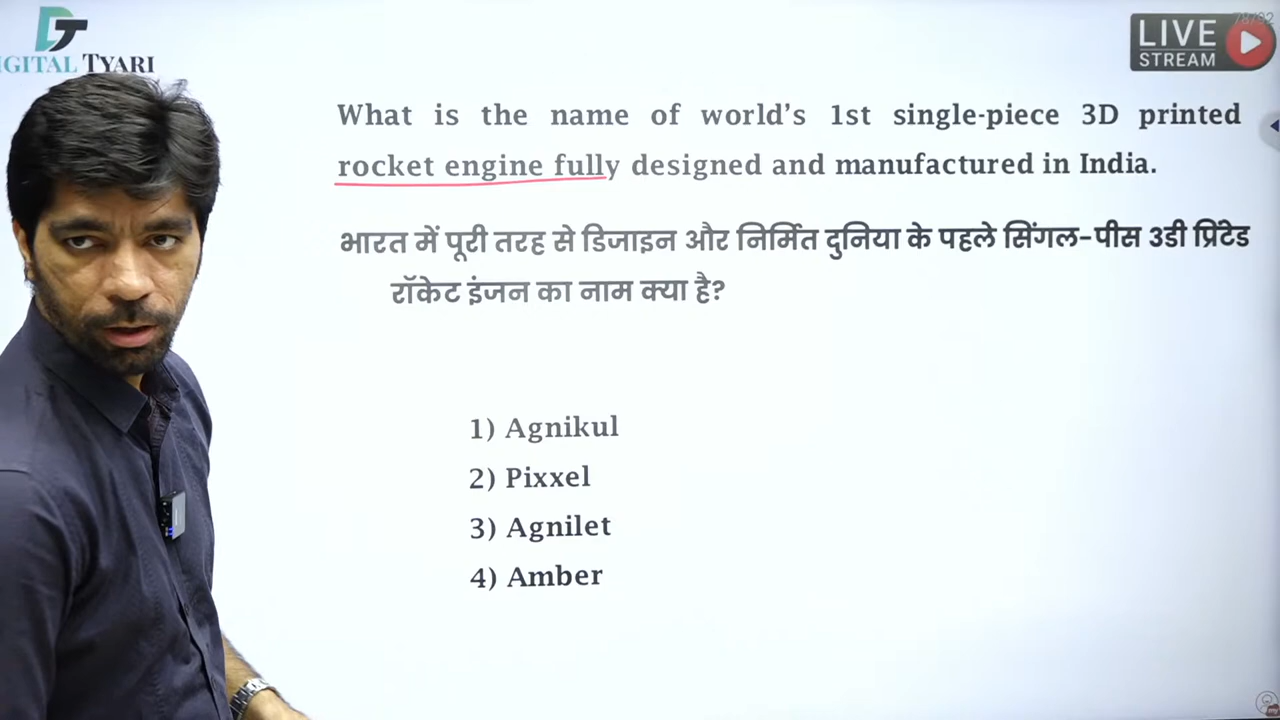 DT
IGITAL TYARI
LIVE
STREAM
What is the name of world's 1st single-piece 3D printed
rocket engine fully designed and manufactured in India.
भारत में पूरी तरह से डिजाइन और निर्मित दुनिया के पहले सिंगल-पीस 3डी प्रिंटेड
रॉकेट इंजन का नाम क्या है?
1) Agnikul
2) Pixxel
3) Agnilet
4) Amber